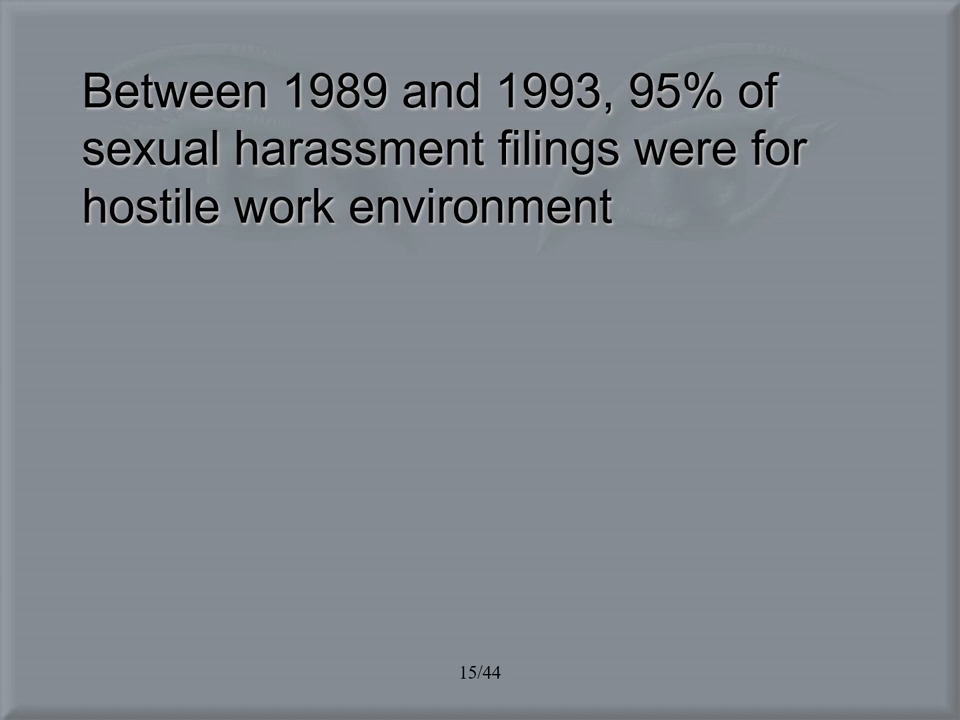 Between 1989 and 1993, 95% of
sexual harassment filings were for
hostile work environment
15/44